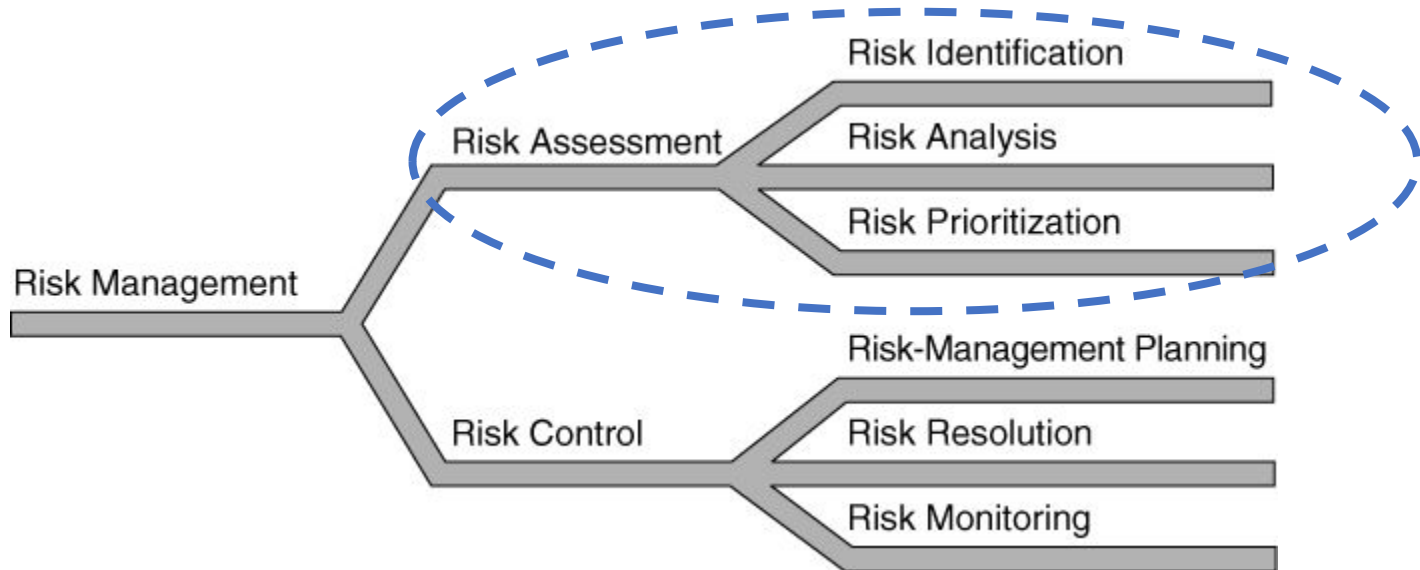 Risk Identification
Risk Assessment
Risk Analysis
Risk Prioritization
Risk Management
Risk-Management Planning
Risk Control
Risk Resolution
Risk Monitoring